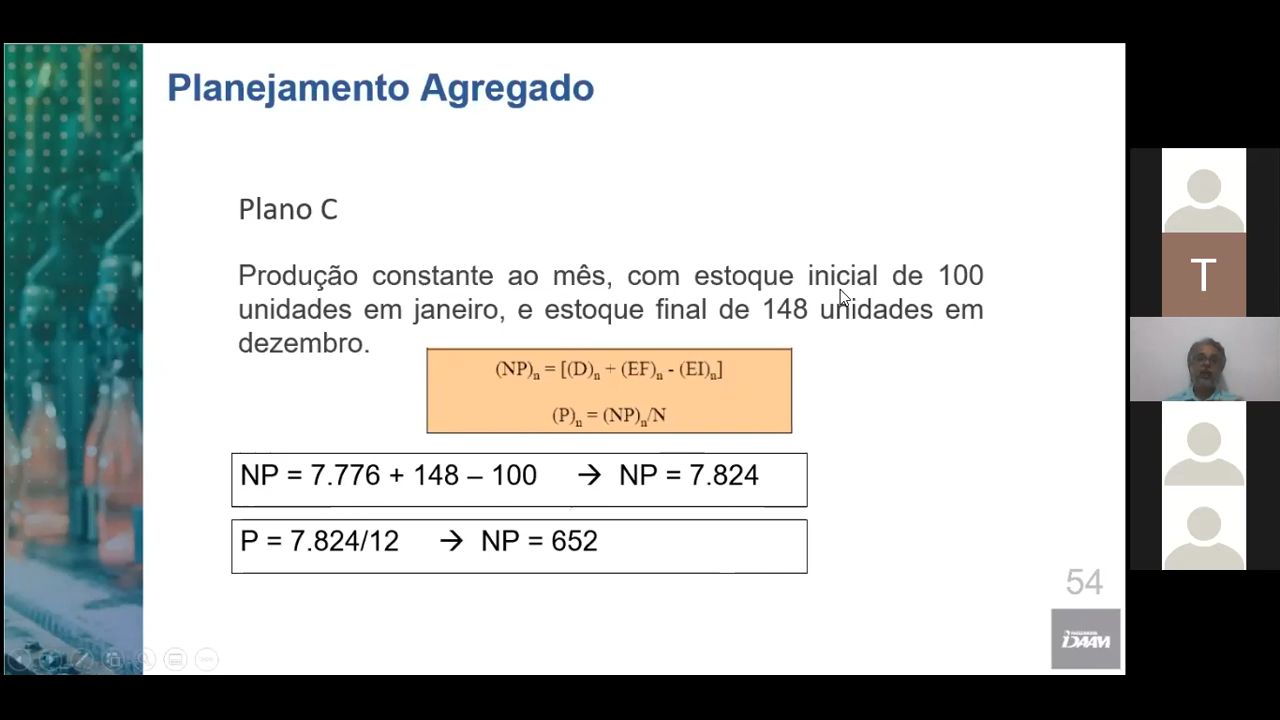 Planejamento Agregado
Plano C
Produção constante ao mês, com estoque inicial de 100
unidades em janeiro, e estoque final de 148 unidades em
dezembro.
(NP)n = [(D)n + (EF)n - (EI)n]
(P)n = (NP)n/N
NP = 7.776 + 148 – 100 → NP = 7.824
P = 7.824/12 → NP = 652
54
IDAAM
T